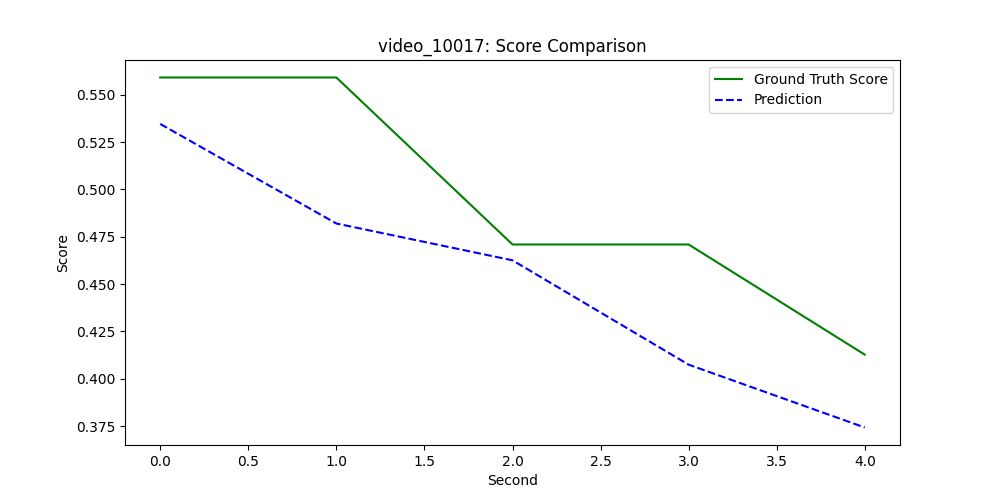 video_10017: Score Comparison
Ground Truth Score
Prediction
0.550
0.525
0.500
0.475
0.450
0.425
0.400
0.375
Score
0.0 0.5 1.0 1.5 2.0 2.5 3.0 3.5 4.0
Second